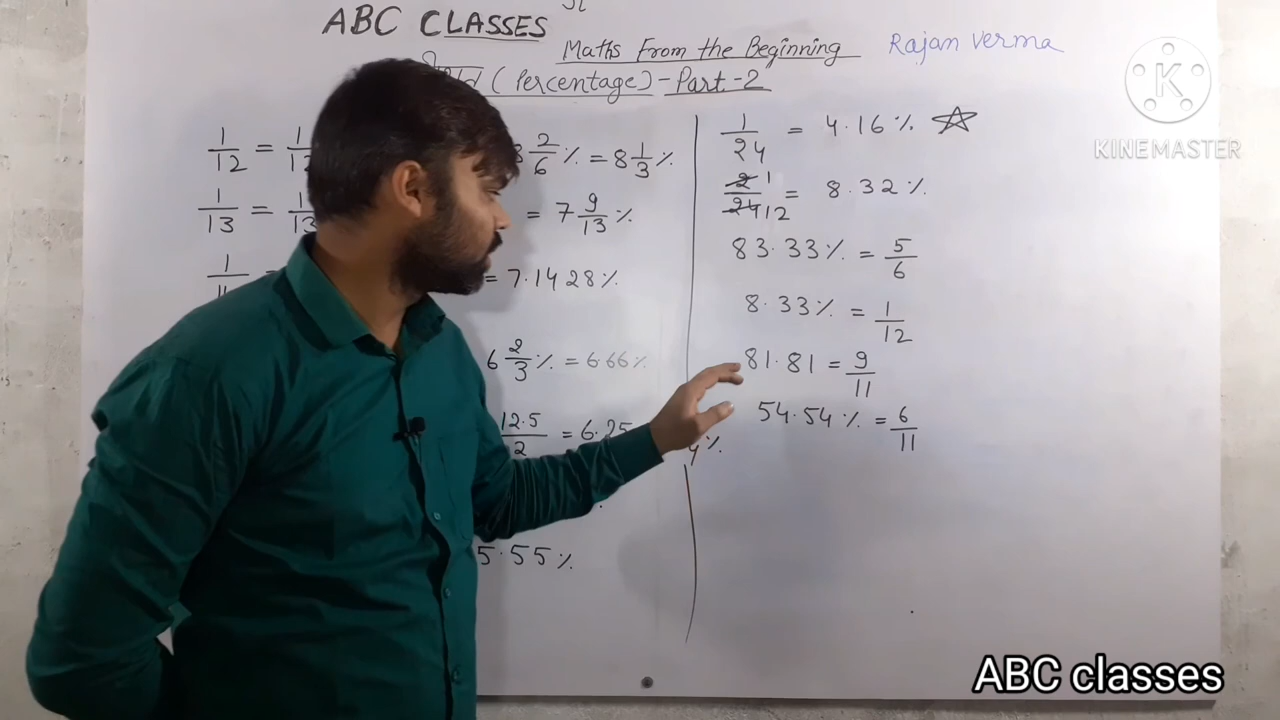 ABC CLASSES
Maths From the Beginning
Rajan Verma
(Percentage) - Part-2
KINEMASTER
1/12 = 1/12
2/6 % = 8 1/3 %
1/13 = 1/13
= 7 9/13 %
1
= 7.1428 %
6 2/3 % = 6.66 %
12.5/2 = 6.25
4 %
5.55 %
1/24 = 4.16 %
2/24 1/12 = 8.32 %
83.33 % = 5/6
8.33 % = 1/12
81.81 = 9/11
54.54 % = 6/11
ABC classes